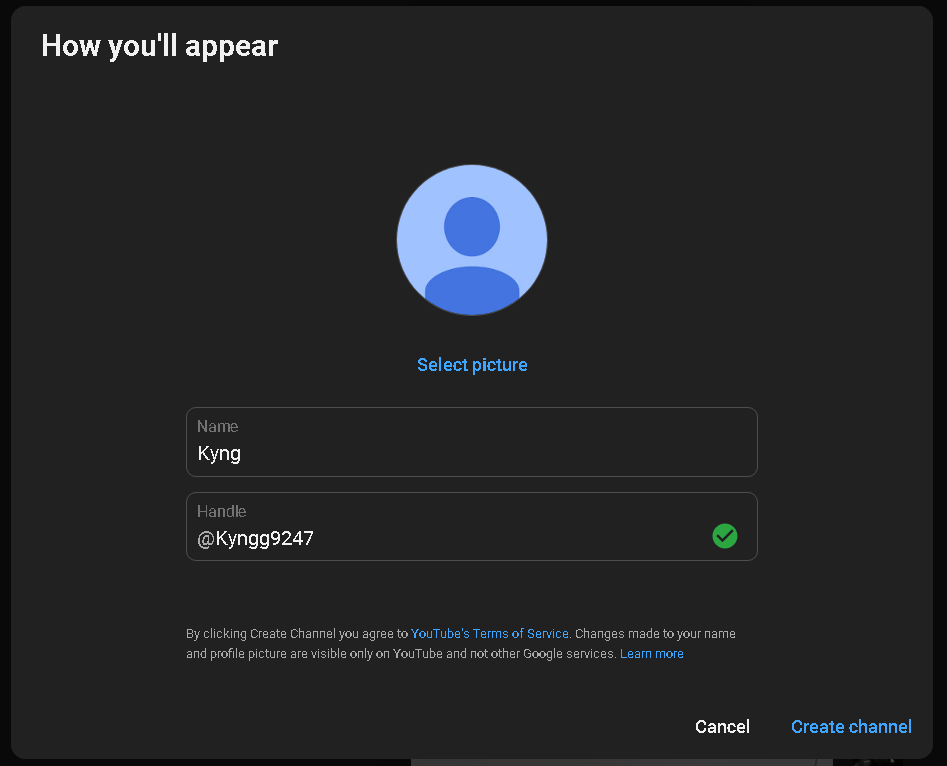 How you'll appear
Select picture
Name
Kyng
Handle
@Kyngg9247
By clicking Create Channel you agree to YouTube's Terms of Service. Changes made to your name
and profile picture are visible only on YouTube and not other Google services. Learn more
Cancel Create channel